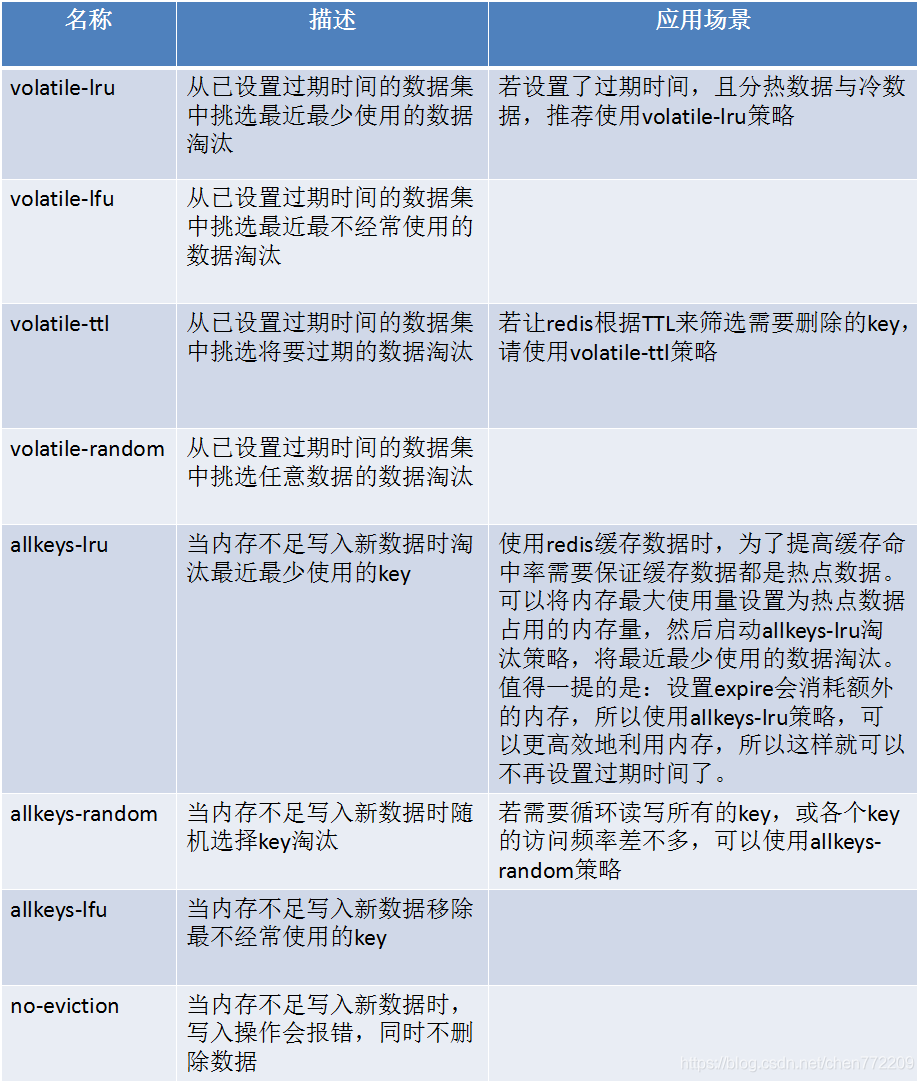 名称 描述 应用场景
volatile-lru
从已设置过期时间的数据集
中挑选最近最少使用的数据
淘汰
若设置了过期时间，且分热数据与冷数
据，推荐使用volatile-lru策略
volatile-lfu
从已设置过期时间的数据集
中挑选最近最不经常使用的
数据淘汰
volatile-ttl
从已设置过期时间的数据集
中挑选将要过期的数据淘汰
若让redis根据TTL来筛选需要删除的key，
请使用volatile-ttl策略
volatile-random
从已设置过期时间的数据集
中挑选任意数据的数据淘汰
allkeys-lru
当内存不足写入新数据时淘
汰最近最少使用的key
使用redis缓存数据时，为了提高缓存命
中率需要保证缓存数据都是热点数据。
可以将内存最大使用量设置为热点数据
占用的内存量，然后启动allkeys-lru淘
汰策略，将最近最少使用的数据淘汰。
值得一提的是：设置expire会消耗额外
的内存，所以使用allkeys-lru策略，可
以更高效地利用内存，所以这样就可以
不再设置过期时间了。
allkeys-random
当内存不足写入新数据时随
机选择key淘汰
若需要循环读写所有的key，或各个key
的访问频率差不多，可以使用allkeys-
random策略
allkeys-lfu
当内存不足写入新数据移除
最不经常使用的key
no-eviction
当内存不足写入新数据时，
写入操作会报错，同时不删
除数据
https://blog.csdn.net/chen772209